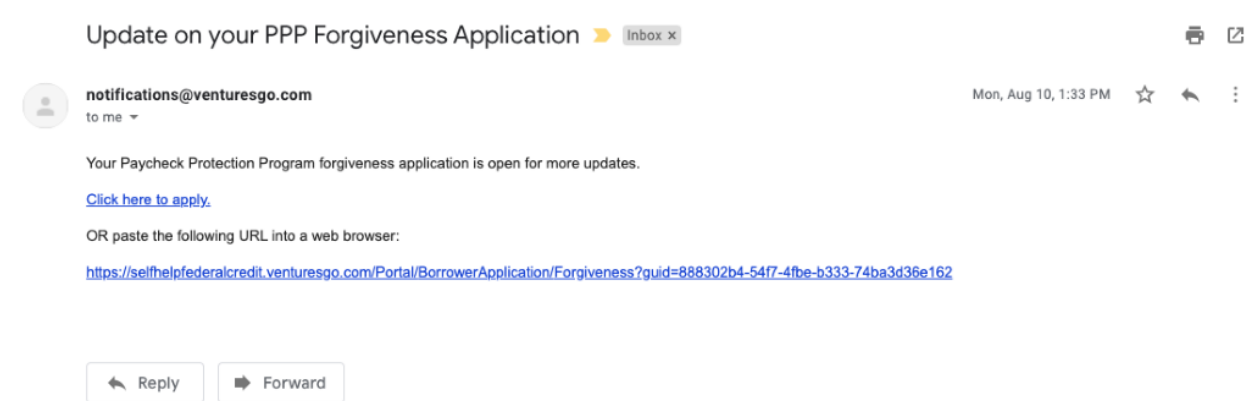 Update on your PPP Forgiveness Application Inbox x
notifications@venturesgo.com Mon, Aug 10, 1:33 PM
to me
Your Paycheck Protection Program forgiveness application is open for more updates.
Click here to apply.
OR paste the following URL into a web browser:
https://selfhelpfederalcredit.venturesgo.com/Portal/BorrowerApplication/Forgiveness?guid=888302b4-54f7-4fbe-b333-74ba3d36e162
Reply Forward